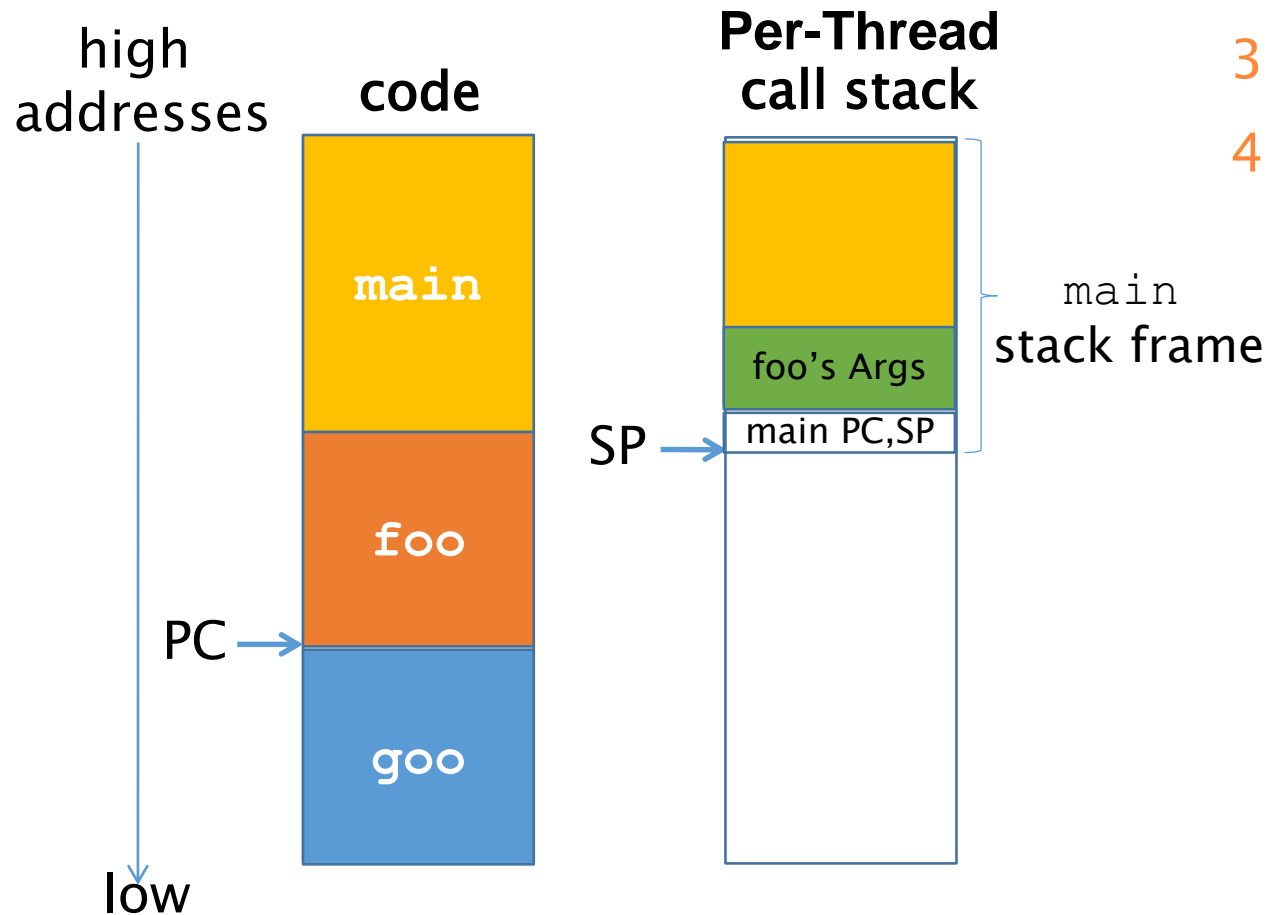 high
addresses
code
Per-Thread
call stack
3
4
main
foo
goo
PC
foo's Args
main PC,SP
SP
main
stack frame
low